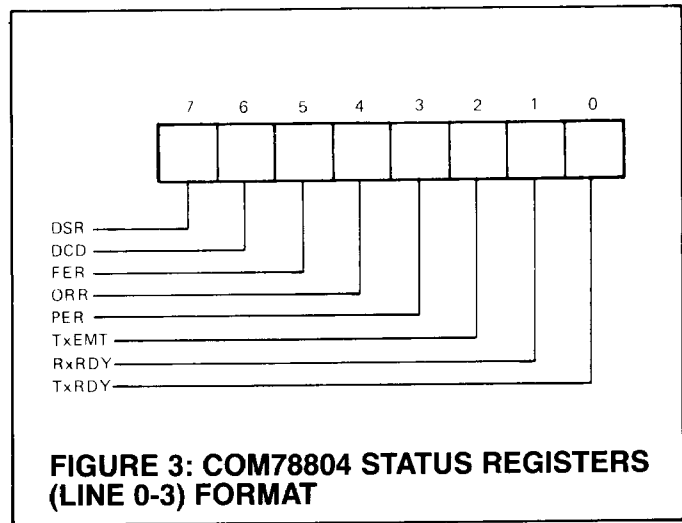 7 6 5 4 3 2 1 0
DSR
DCD
FER
ORR
PER
TxEMT
RxRDY
TxRDY
FIGURE 3: COM78804 STATUS REGISTERS
(LINE 0-3) FORMAT